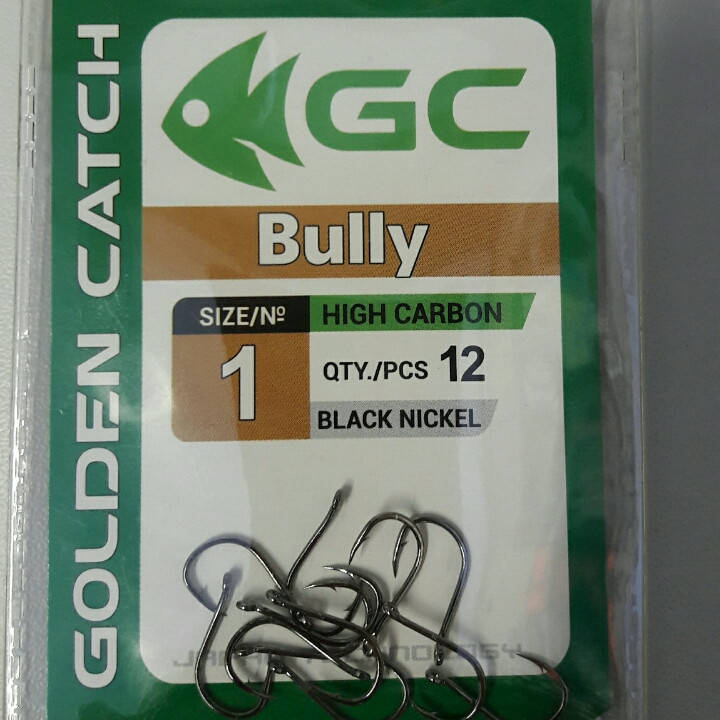 GOLDEN CATCH
GC
Bully
SIZE/№ HIGH CARBON
1 QTY./PCS 12
BLACK NICKEL